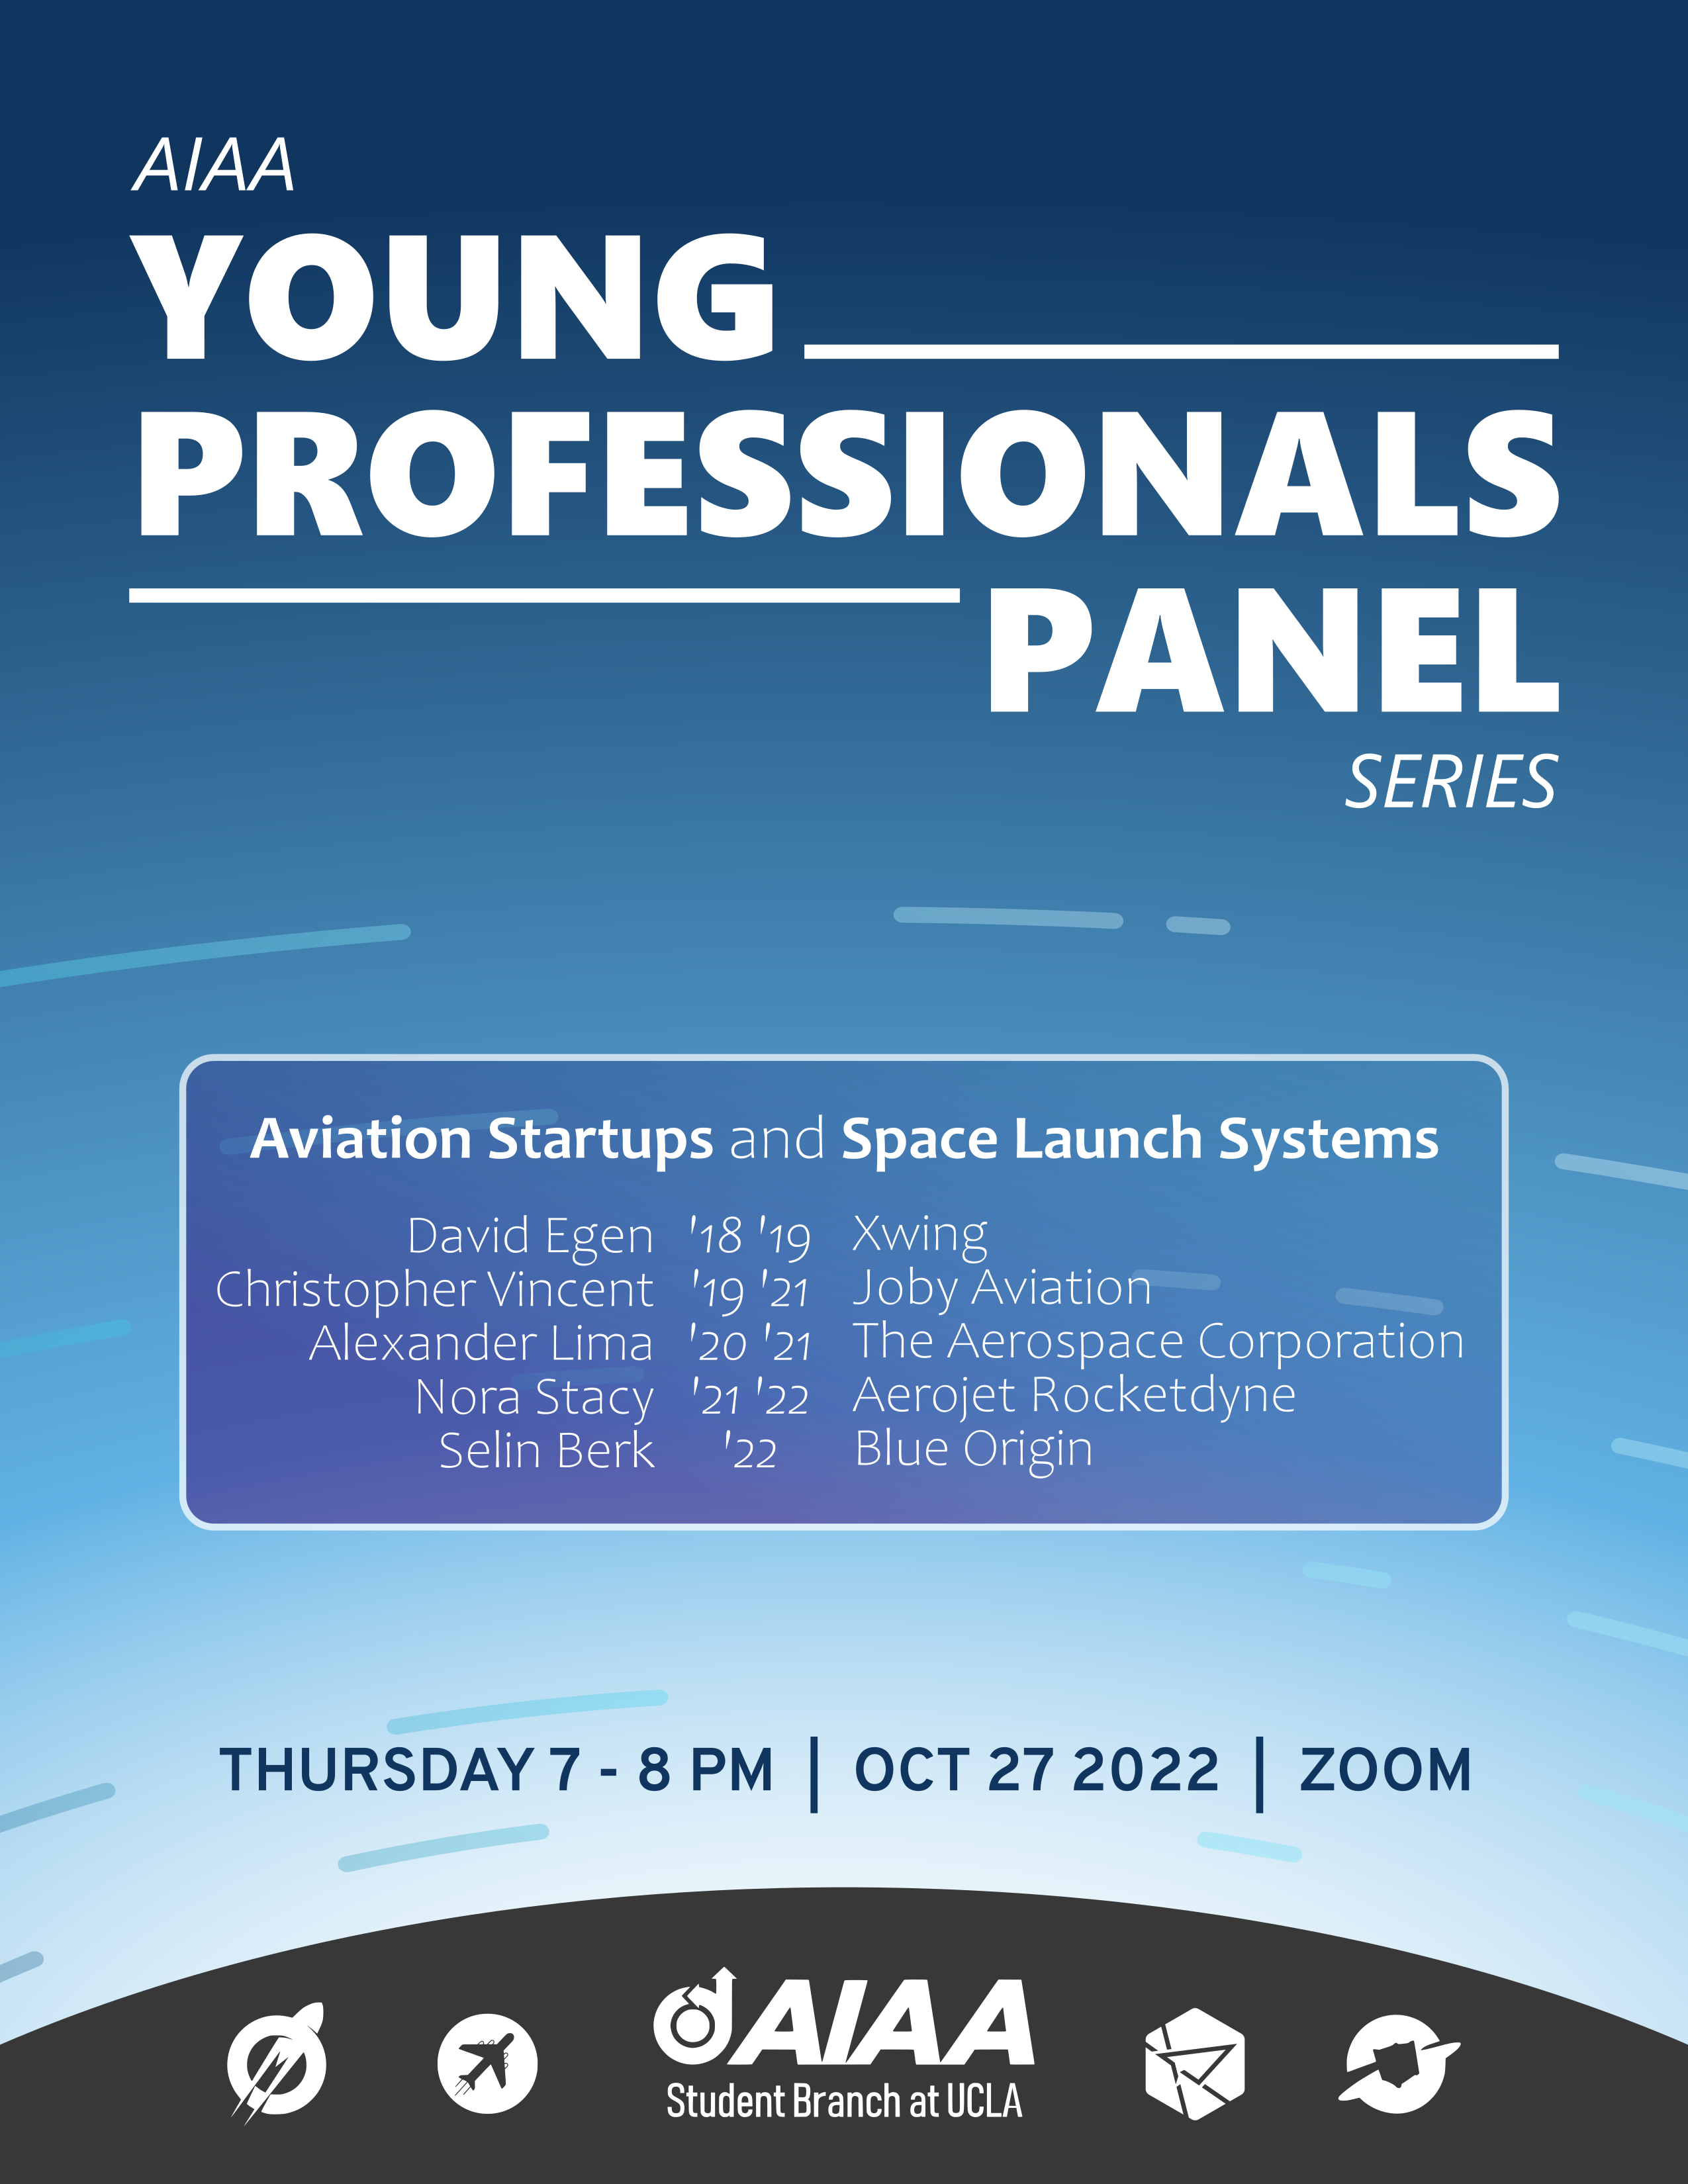 AIAA
YOUNG
PROFESSIONALS
PANEL
SERIES
Aviation Startups and Space Launch Systems
David Egen '18 '19 Xwing
Christopher Vincent '19 '21 Joby Aviation
Alexander Lima '20 '21 The Aerospace Corporation
Nora Stacy '21 '22 Aerojet Rocketdyne
Selin Berk '22 Blue Origin
THURSDAY 7 - 8 PM | OCT 27 2022 | ZOOM
AIAA
Student Branch at UCLA